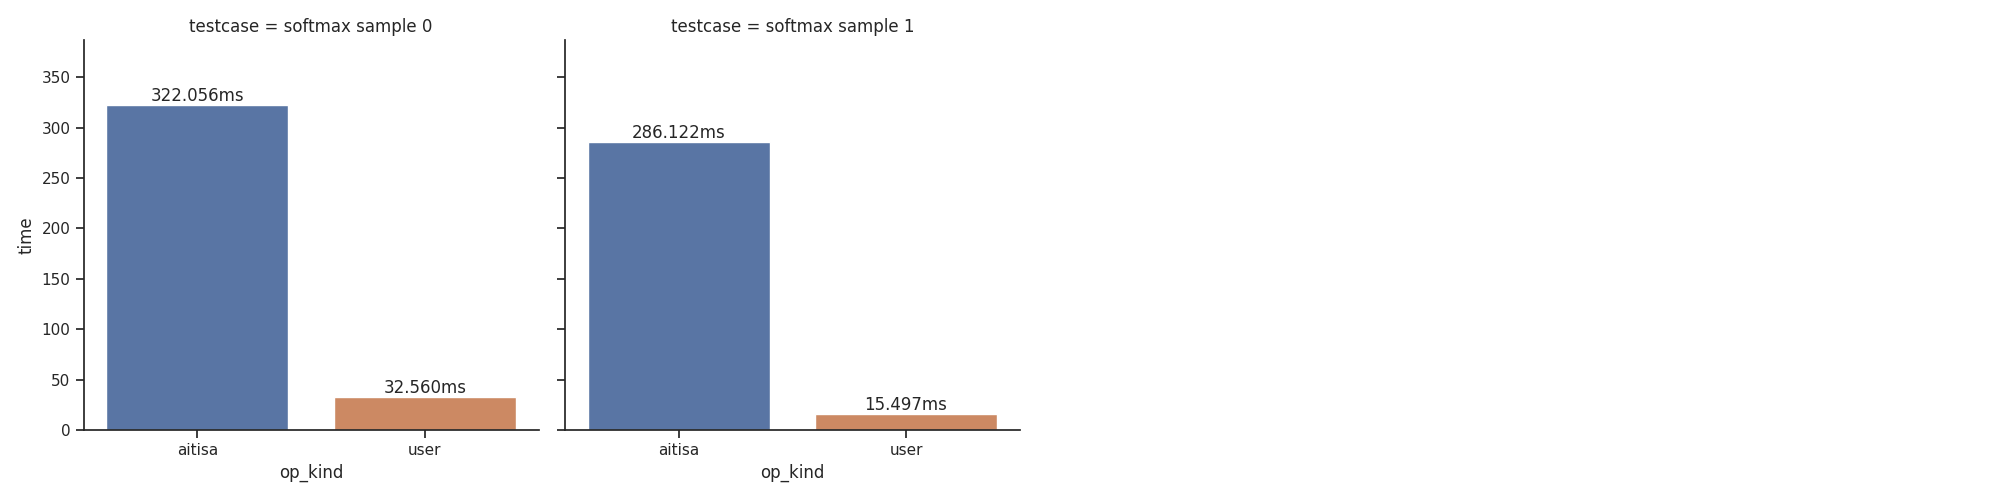 testcase = softmax sample 0
testcase = softmax sample 1
time
350
300
250
200
150
100
50
0
322.056ms
32.560ms
286.122ms
15.497ms
aitisa
user
aitisa
user
op_kind
op_kind